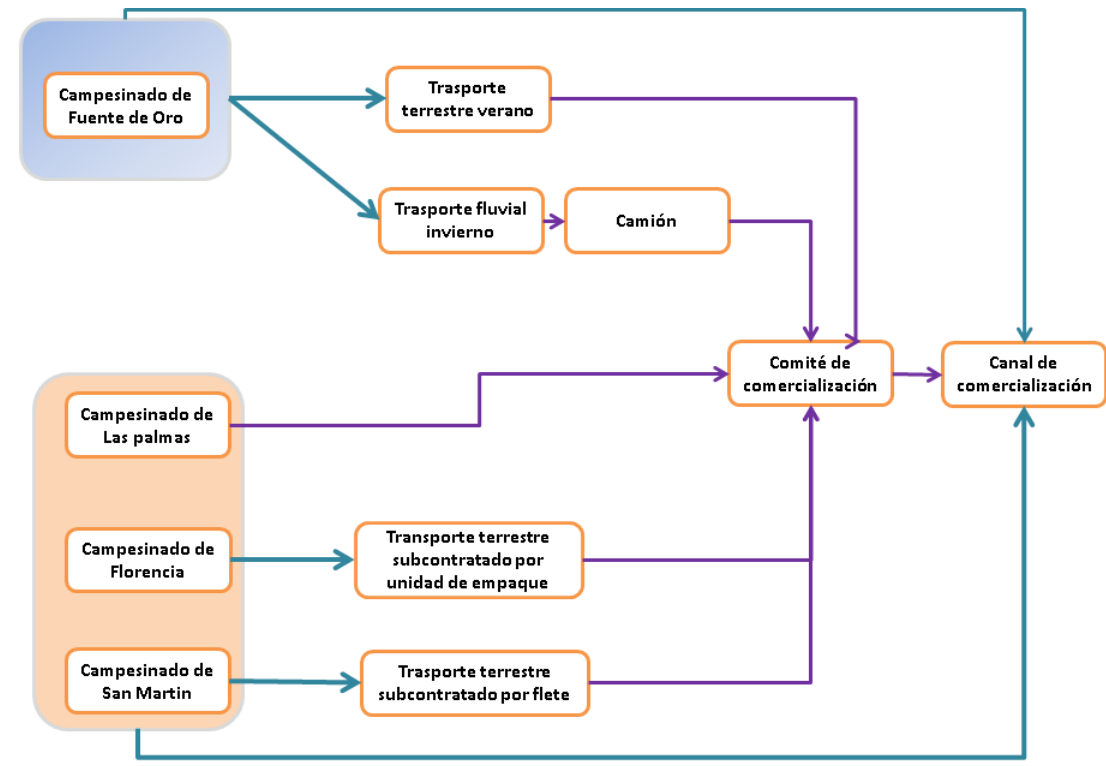 Campesinado de
Fuente de Oro
Trasporte
terrestre verano
Trasporte fluvial
invierno
Camión
Comité de
comercialización
Canal de
comercialización
Campesinado de
Las palmas
Campesinado de
Florencia
Transporte terrestre
subcontratado por
unidad de empaque
Campesinado de
San Martin
Trasporte terrestre
subcontratado por flete